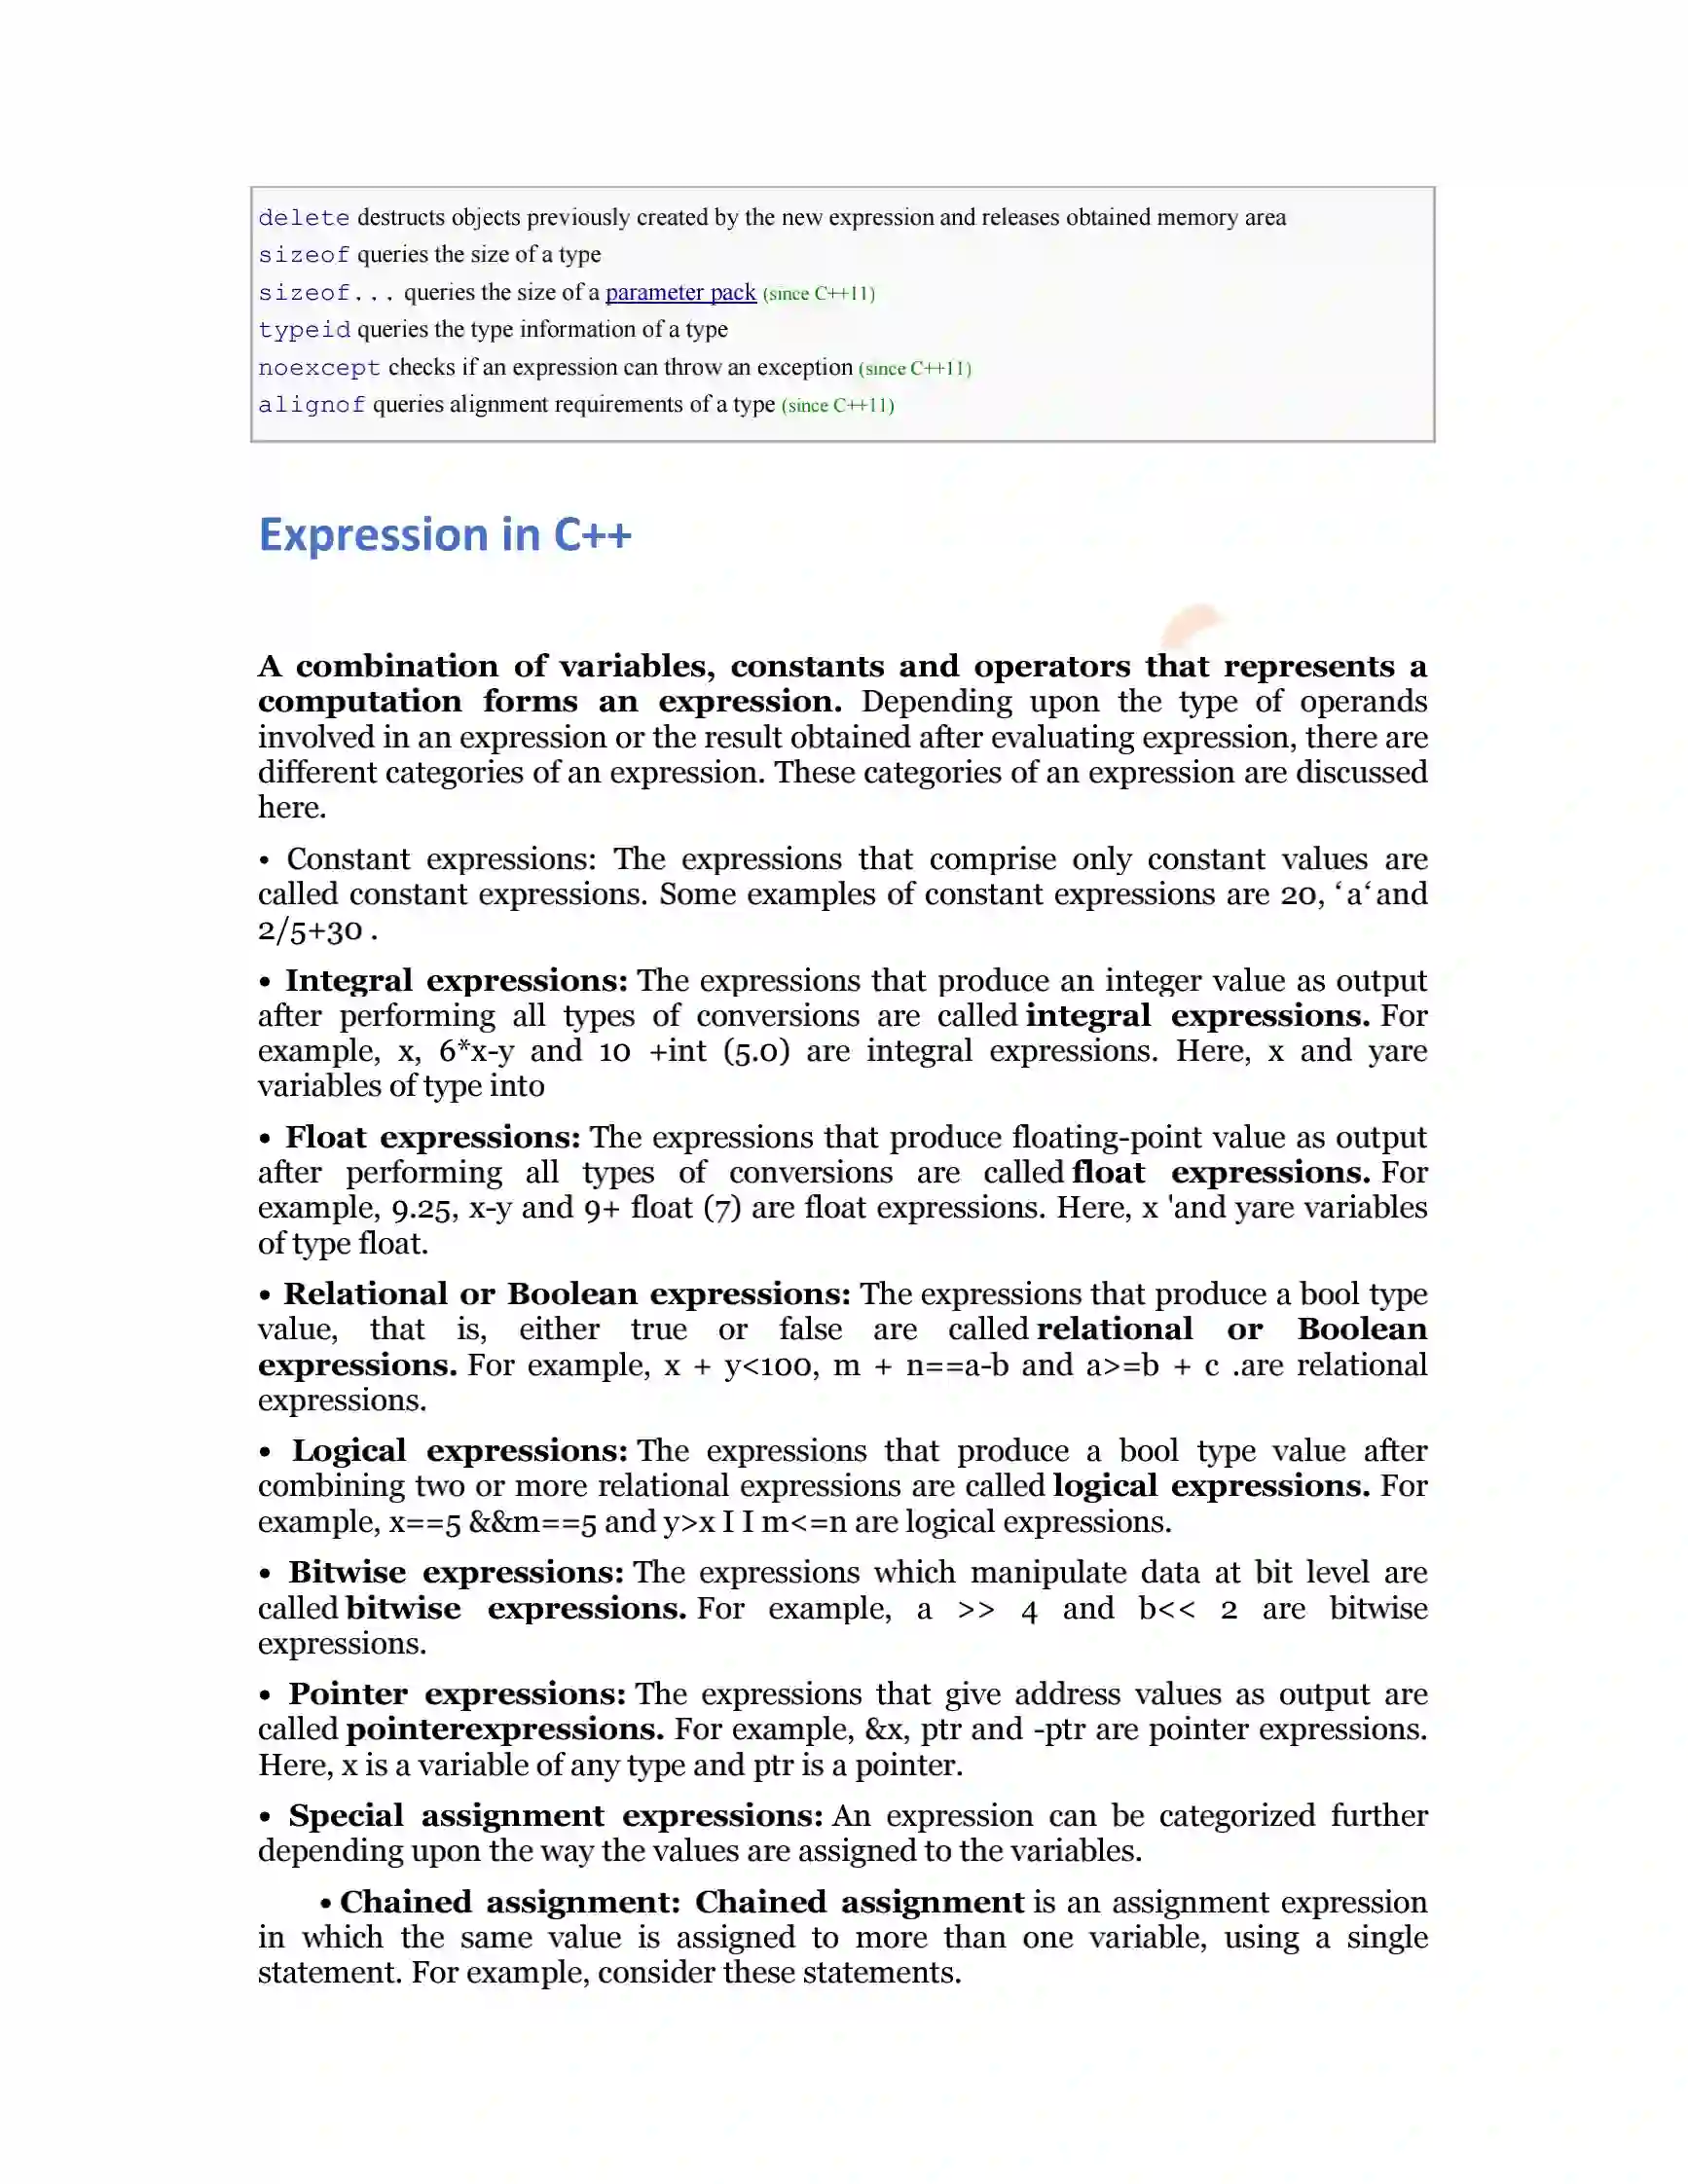 delete destructs objects previously created by the new expression and releases obtained memory area
sizeof queries the size of a type
sizeof... queries the size of a parameter pack (since C++11)
typeid queries the type information of a type
noexcept checks if an expression can throw an exception (since C++11)
alignof queries alignment requirements of a type (since C++11)
Expression in C++
A combination of variables, constants and operators that represents a
computation forms an expression. Depending upon the type of operands
involved in an expression or the result obtained after evaluating expression, there are
different categories of an expression. These categories of an expression are discussed
here.
• Constant expressions: The expressions that comprise only constant values are
called constant expressions. Some examples of constant expressions are 20, ‘ a‘ and
2/5+30 .
• Integral expressions: The expressions that produce an integer value as output
after performing all types of conversions are called integral expressions. For
example, x, 6*x-y and 10 +int (5.0) are integral expressions. Here, x and yare
variables of type into
• Float expressions: The expressions that produce floating-point value as output
after performing all types of conversions are called float expressions. For
example, 9.25, x-y and 9+ float (7) are float expressions. Here, x 'and yare variables
of type float.
• Relational or Boolean expressions: The expressions that produce a bool type
value, that is, either true or false are called relational or Boolean
expressions. For example, x + y<100, m + n==a-b and a>=b + c .are relational
expressions.
• Logical expressions: The expressions that produce a bool type value after
combining two or more relational expressions are called logical expressions. For
example, x==5 &&m==5 and y>x I I m<=n are logical expressions.
• Bitwise expressions: The expressions which manipulate data at bit level are
called bitwise expressions. For example, a >> 4 and b<< 2 are bitwise
expressions.
• Pointer expressions: The expressions that give address values as output are
called pointerexpressions. For example, &x, ptr and -ptr are pointer expressions.
Here, x is a variable of any type and ptr is a pointer.
• Special assignment expressions: An expression can be categorized further
depending upon the way the values are assigned to the variables.
• Chained assignment: Chained assignment is an assignment expression
in which the same value is assigned to more than one variable, using a single
statement. For example, consider these statements.